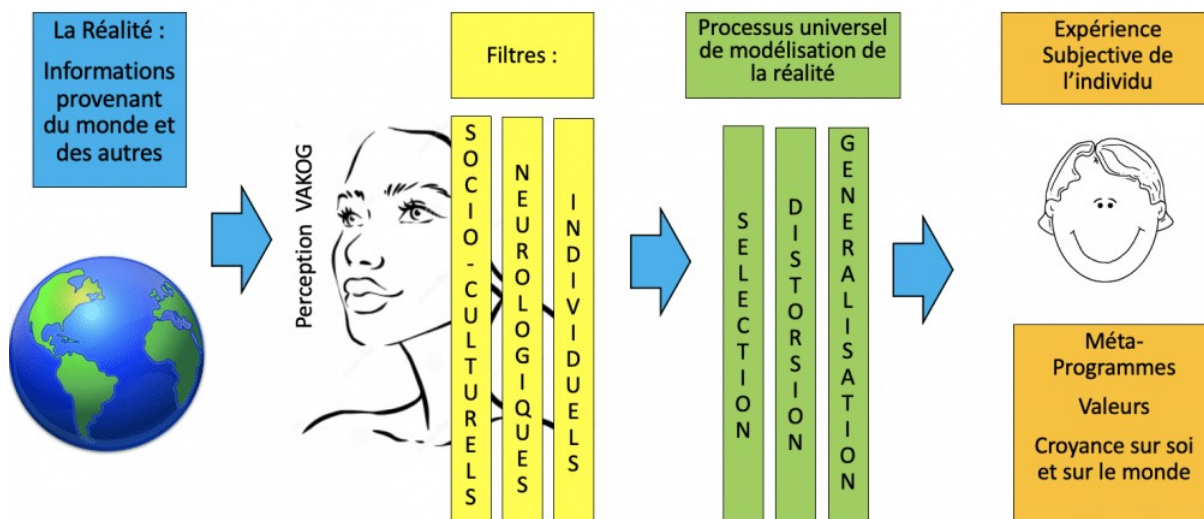 La Réalité :
Informations
provenant
du monde et
des autres
Perception VAKOG
Filtres :
SOCIO-CULTURELS
NEUROLOGIQUES
INDIVIDUELS
Processus universel
de modélisation de
la réalité
SELECTION
DISTORSION
GENERALISATION
Expérience
Subjective de
l’individu
Méta-
Programmes
Valeurs
Croyance sur soi
et sur le monde